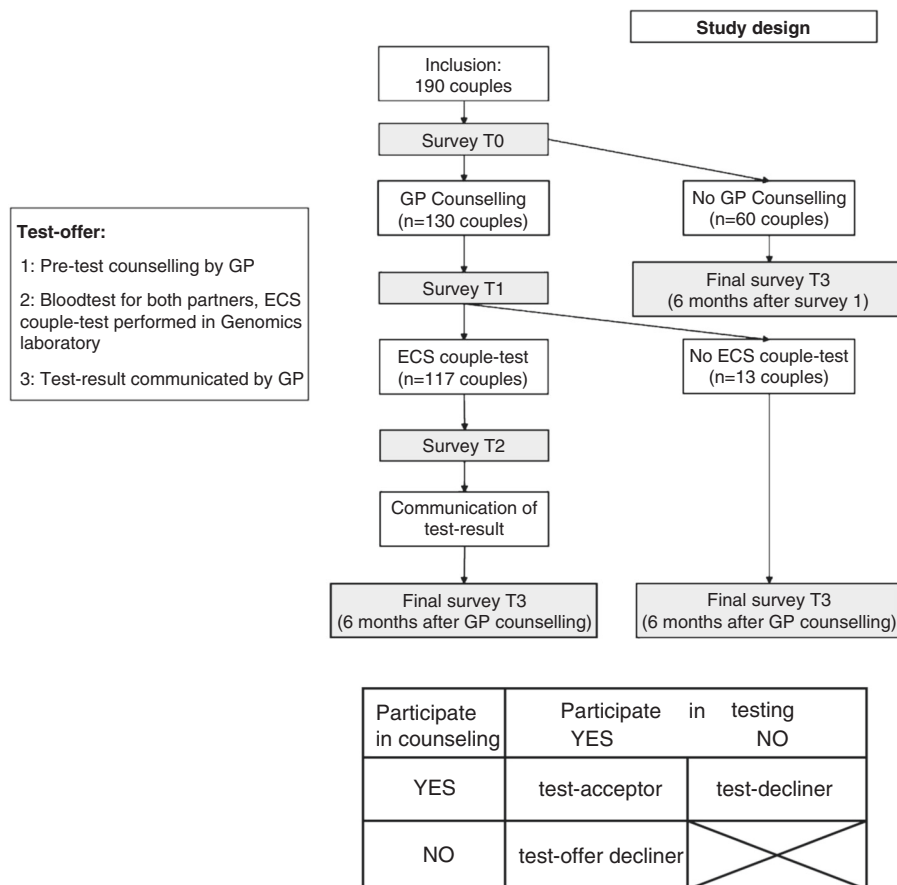 Study design
Inclusion:
190 couples
Survey T0
GP Counselling
(n=130 couples)
No GP Counselling
(n=60 couples)
Test-offer:
1: Pre-test counselling by GP
2: Bloodtest for both partners, ECS
couple-test performed in Genomics
laboratory
3: Test-result communicated by GP
Final survey T3
(6 months after survey 1)
Survey T1
ECS couple-test
(n=117 couples)
No ECS couple-test
(n=13 couples)
Survey T2
Communication of
test-result
Final survey T3
(6 months after GP counselling)
Final survey T3
(6 months after GP counselling)
Participate
in counseling
Participate in testing
YES NO
YES test-acceptor test-decliner
NO test-offer decliner